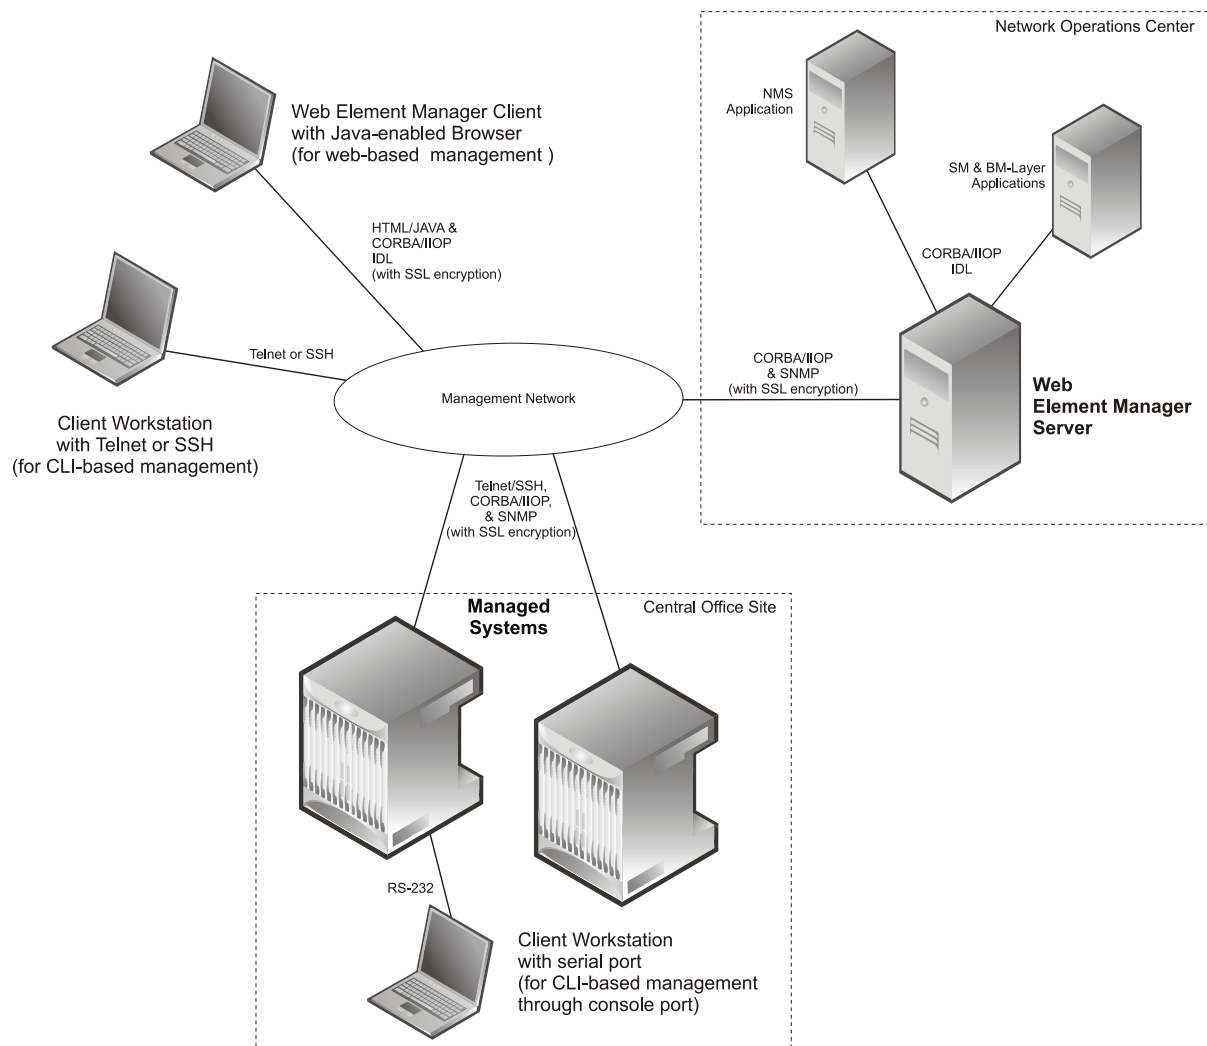 Network Operations Center
NMS
Application
SM & BM-Layer
Applications
Web Element Manager Client
with Java-enabled Browser
(for web-based management )
HTML/JAVA &
CORBA/IIOP
IDL
(with SSL encryption)
CORBA/IIOP
IDL
Telnet or SSH
Client Workstation
with Telnet or SSH
(for CLI-based management)
Management Network
CORBA/IIOP
& SNMP
(with SSL encryption)
Web
Element Manager
Server
Telnet/SSH,
CORBA/IIOP,
& SNMP
(with SSL encryption)
Managed
Systems
Central Office Site
RS-232
Client Workstation
with serial port
(for CLI-based management
through console port)